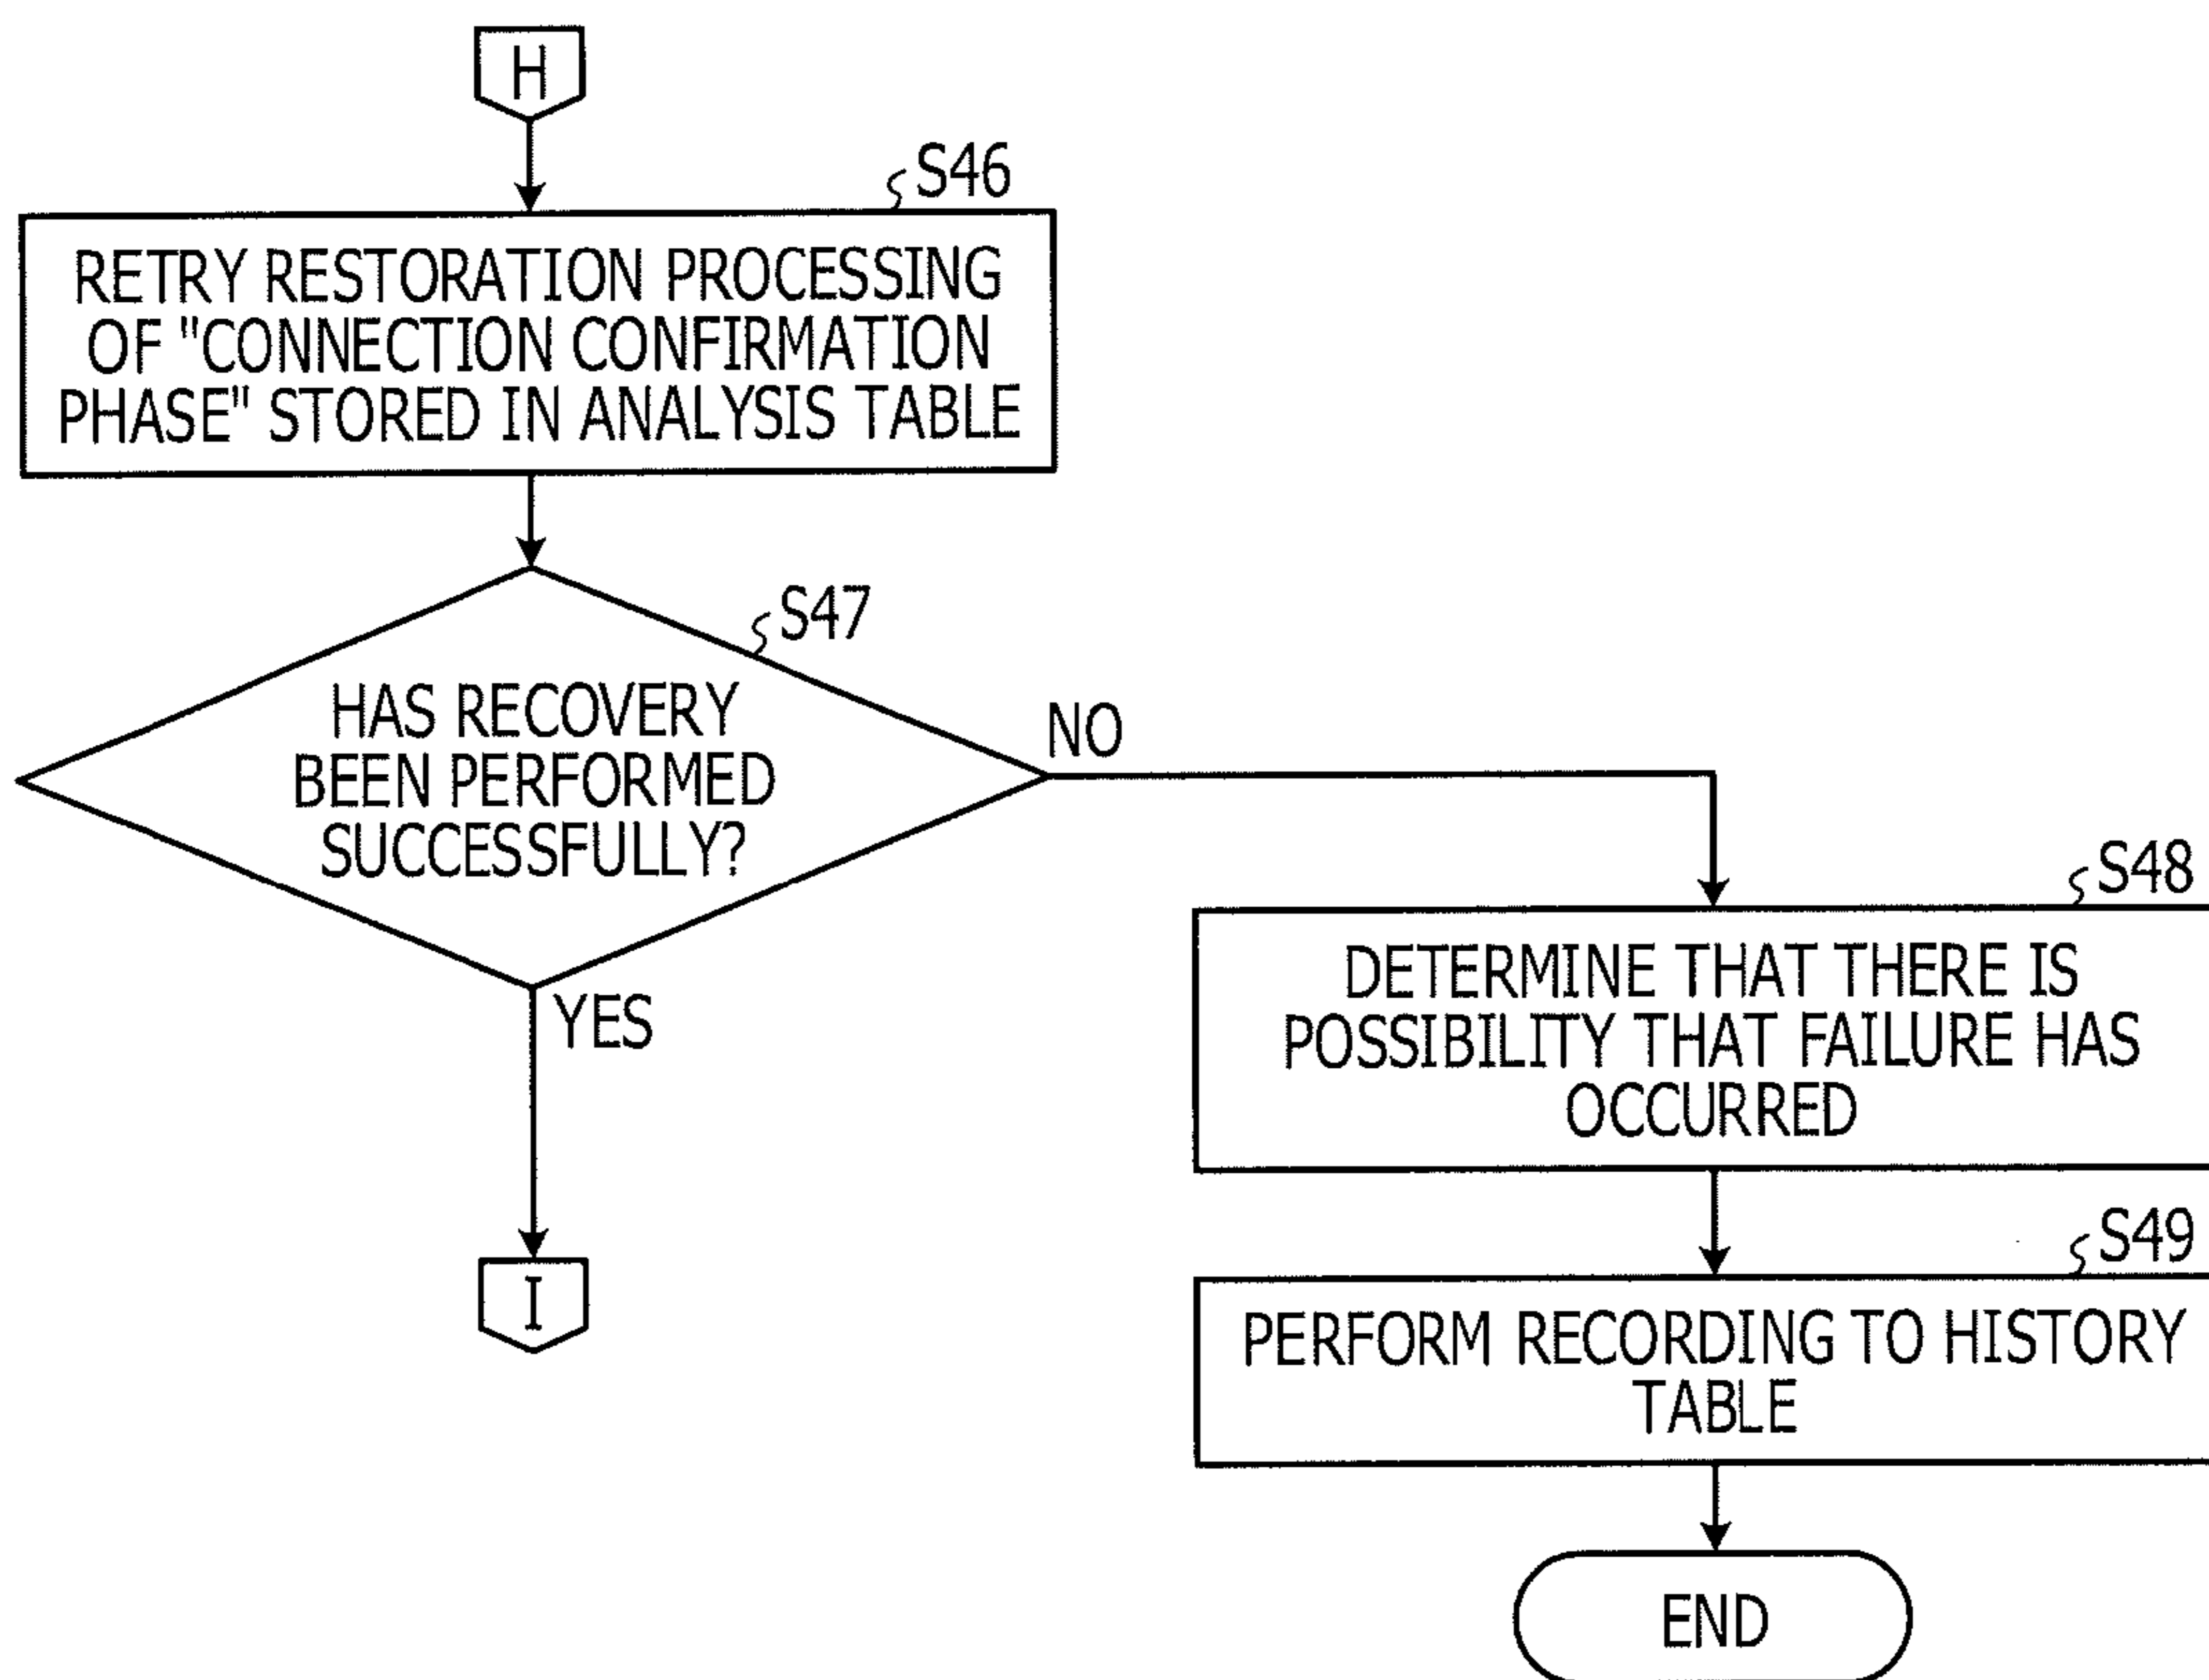 H
S46
RETRY RESTORATION PROCESSING
OF "CONNECTION CONFIRMATION
PHASE" STORED IN ANALYSIS TABLE
S47
HAS RECOVERY
BEEN PERFORMED
SUCCESSFULLY?
NO
YES
I
S48
DETERMINE THAT THERE IS
POSSIBILITY THAT FAILURE HAS
OCCURRED
S49
PERFORM RECORDING TO HISTORY
TABLE
END